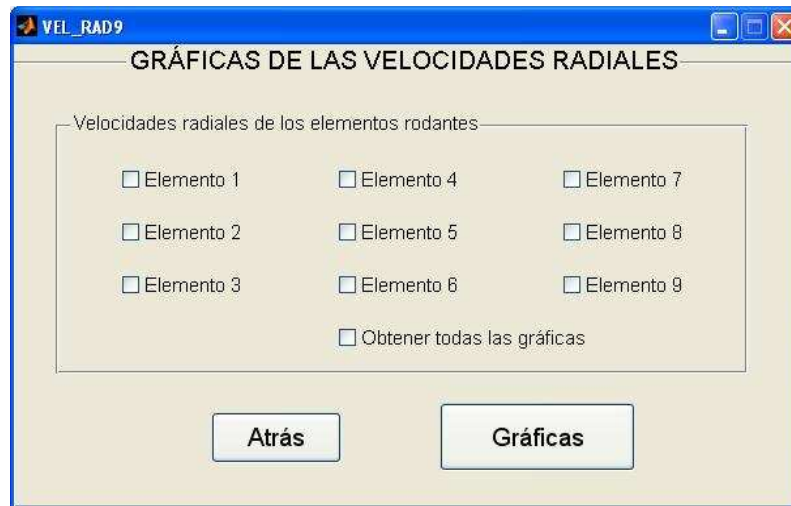 VEL_RAD9
GRÁFICAS DE LAS VELOCIDADES RADIALES
Velocidades radiales de los elementos rodantes
Elemento 1 Elemento 4 Elemento 7
Elemento 2 Elemento 5 Elemento 8
Elemento 3 Elemento 6 Elemento 9
Obtener todas las gráficas
Atrás Gráficas